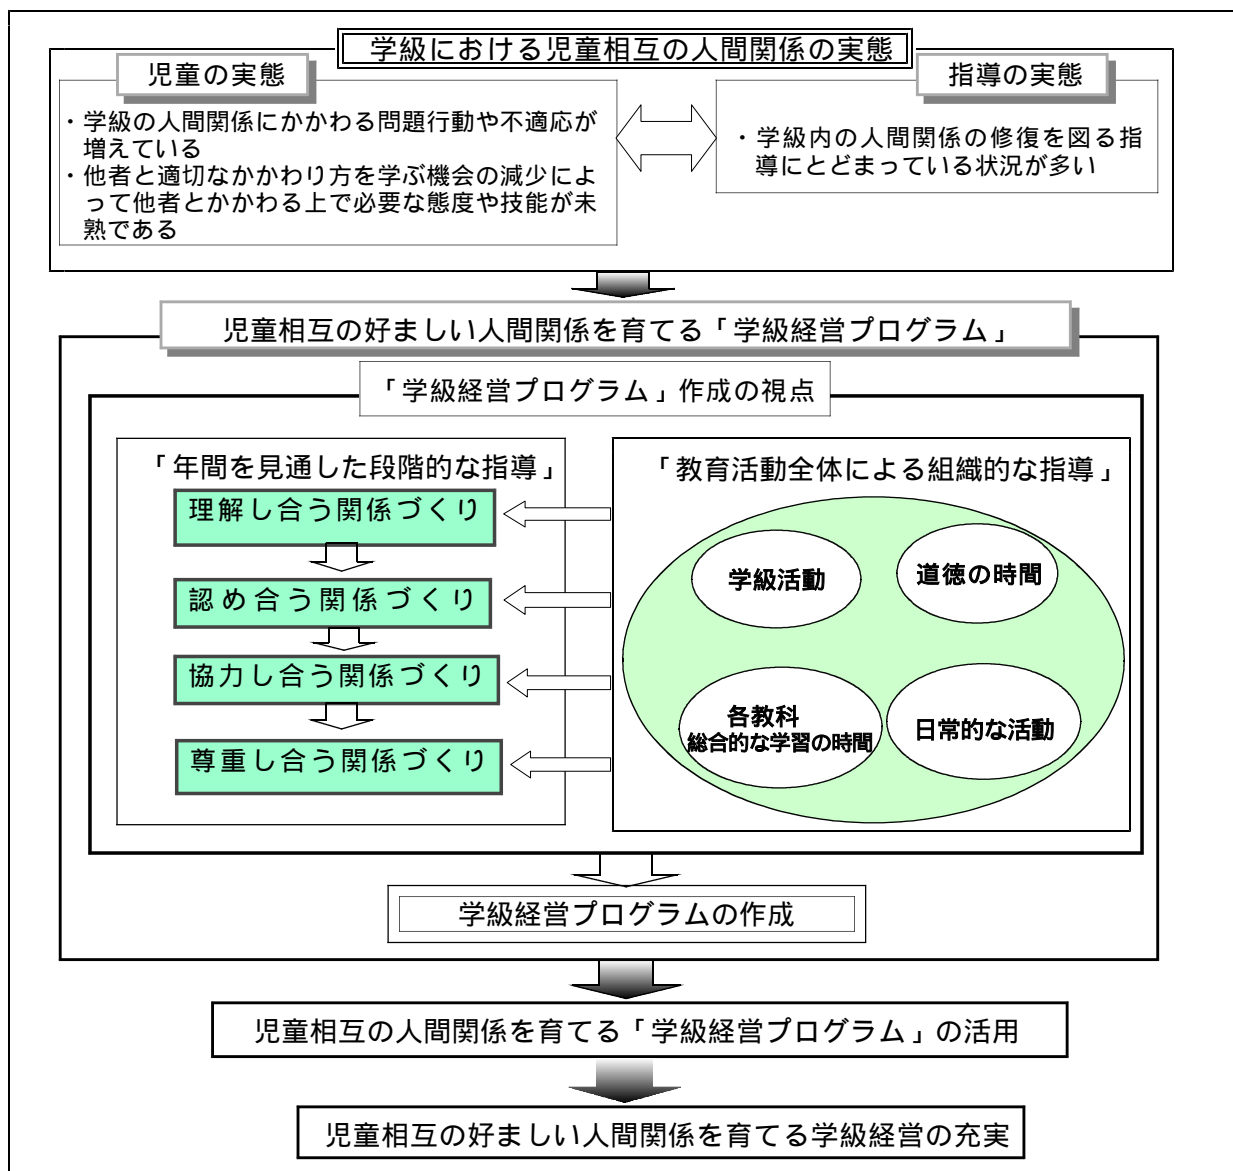 学級における児童相互の人間関係の実態
児童の実態
・学級の人間関係にかかわる問題行動や不適応が
増えている
・他者と適切なかかわり方を学ぶ機会の減少によ
って他者とかかわる上で必要な態度や技能が未
熟である
指導の実態
・学級内の人間関係の修復を図る指
導にとどまっている状況が多い
児童相互の好ましい人間関係を育てる「学級経営プログラム」
「学級経営プログラム」作成の視点
「年間を見通した段階的な指導」
理解し合う関係づくり
認め合う関係づくり
協力し合う関係づくり
尊重し合う関係づくり
「教育活動全体による組織的な指導」
学級活動
道徳の時間
各教科
総合的な学習の時間
日常的な活動
学級経営プログラムの作成
児童相互の人間関係を育てる「学級経営プログラム」の活用
児童相互の好ましい人間関係を育てる学級経営の充実